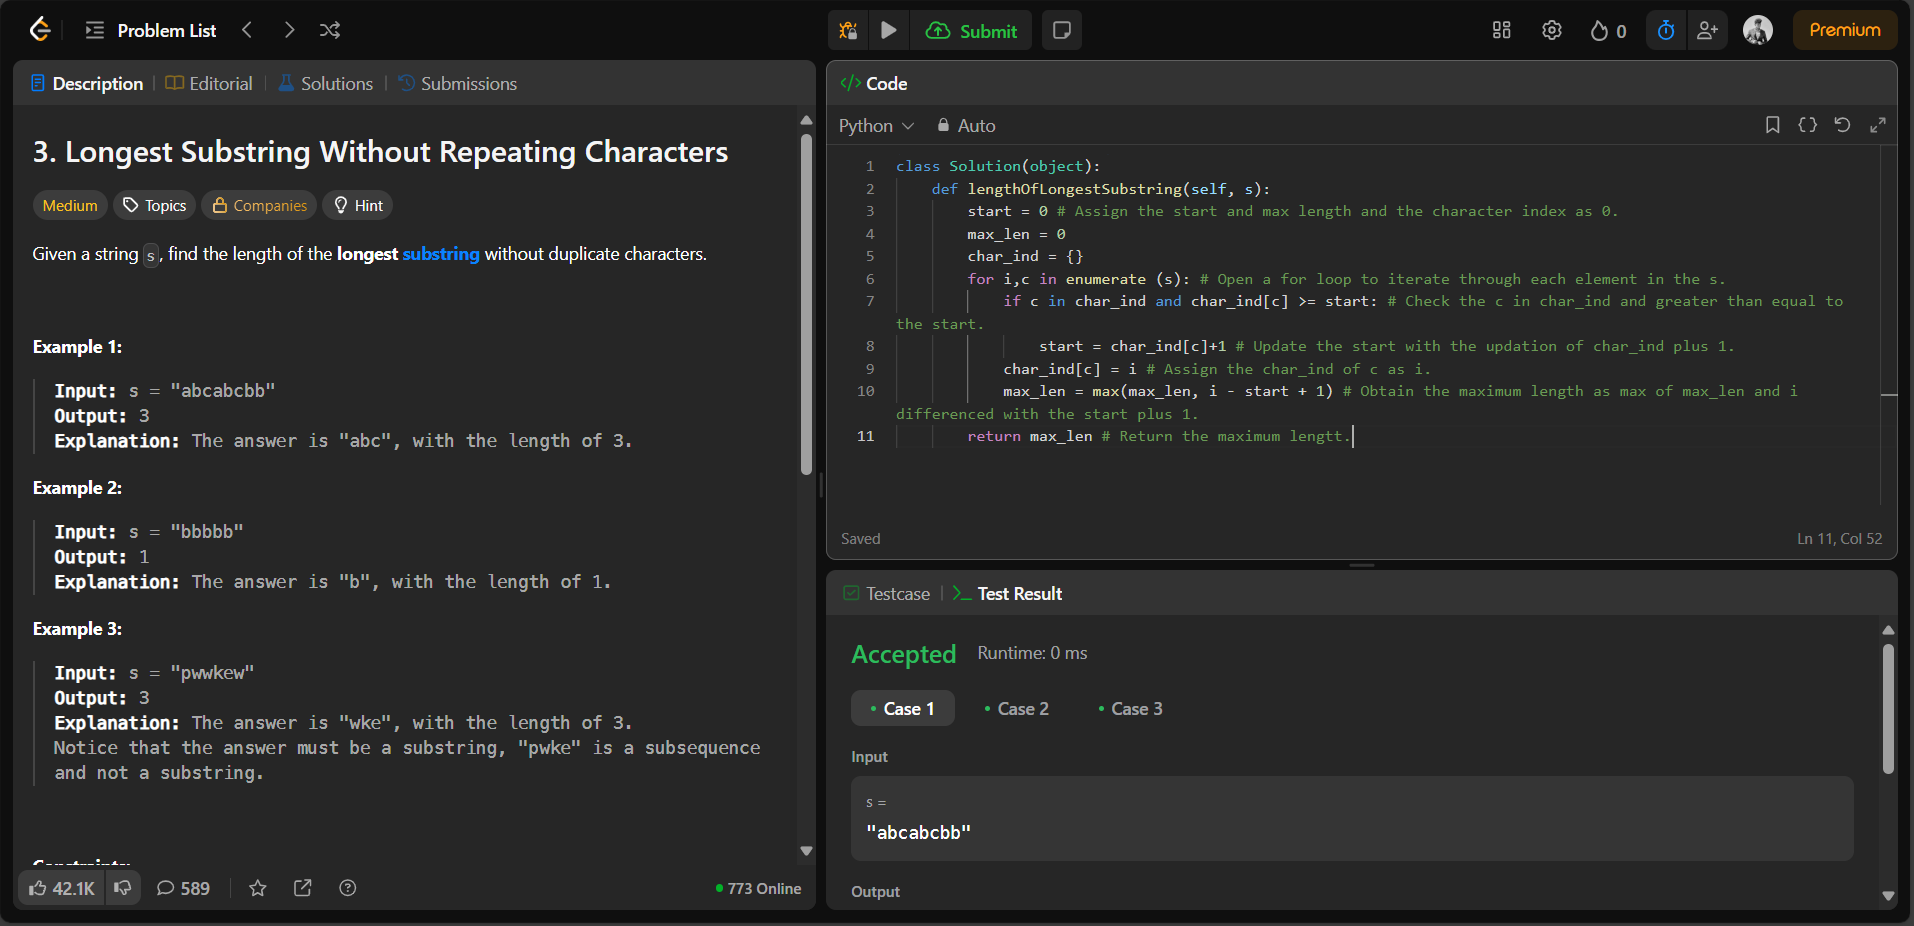 Problem List
Submit
0
Premium
Description
Editorial
Solutions
Submissions
3. Longest Substring Without Repeating Characters
Medium
Topics
Companies
Hint
Given a string s, find the length of the longest substring without duplicate characters.
Example 1:
Input: s = "abcabcbb"
Output: 3
Explanation: The answer is "abc", with the length of 3.
Example 2:
Input: s = "bbbbb"
Output: 1
Explanation: The answer is "b", with the length of 1.
Example 3:
Input: s = "pwwkew"
Output: 3
Explanation: The answer is "wke", with the length of 3.
Notice that the answer must be a substring, "pwke" is a subsequence
and not a substring.
Constraints:
42.1K
589
773 Online
</> Code
Python
Auto
1 class Solution(object):
2 def lengthOfLongestSubstring(self, s):
3 start = 0 # Assign the start and max length and the character index as 0.
4 max_len = 0
5 char_ind = {}
6 for i,c in enumerate (s): # Open a for loop to iterate through each element in the s.
7 if c in char_ind and char_ind[c] >= start: # Check the c in char_ind and greater than equal to
the start.
8 start = char_ind[c]+1 # Update the start with the updation of char_ind plus 1.
9 char_ind[c] = i # Assign the char_ind of c as i.
10 max_len = max(max_len, i - start + 1) # Obtain the maximum length as max of max_len and i
differenced with the start plus 1.
11 return max_len # Return the maximum lengtt.
Saved
Ln 11, Col 52
Testcase
Test Result
Accepted
Runtime: 0 ms
Case 1
Case 2
Case 3
Input
s =
"abcabcbb"
Output